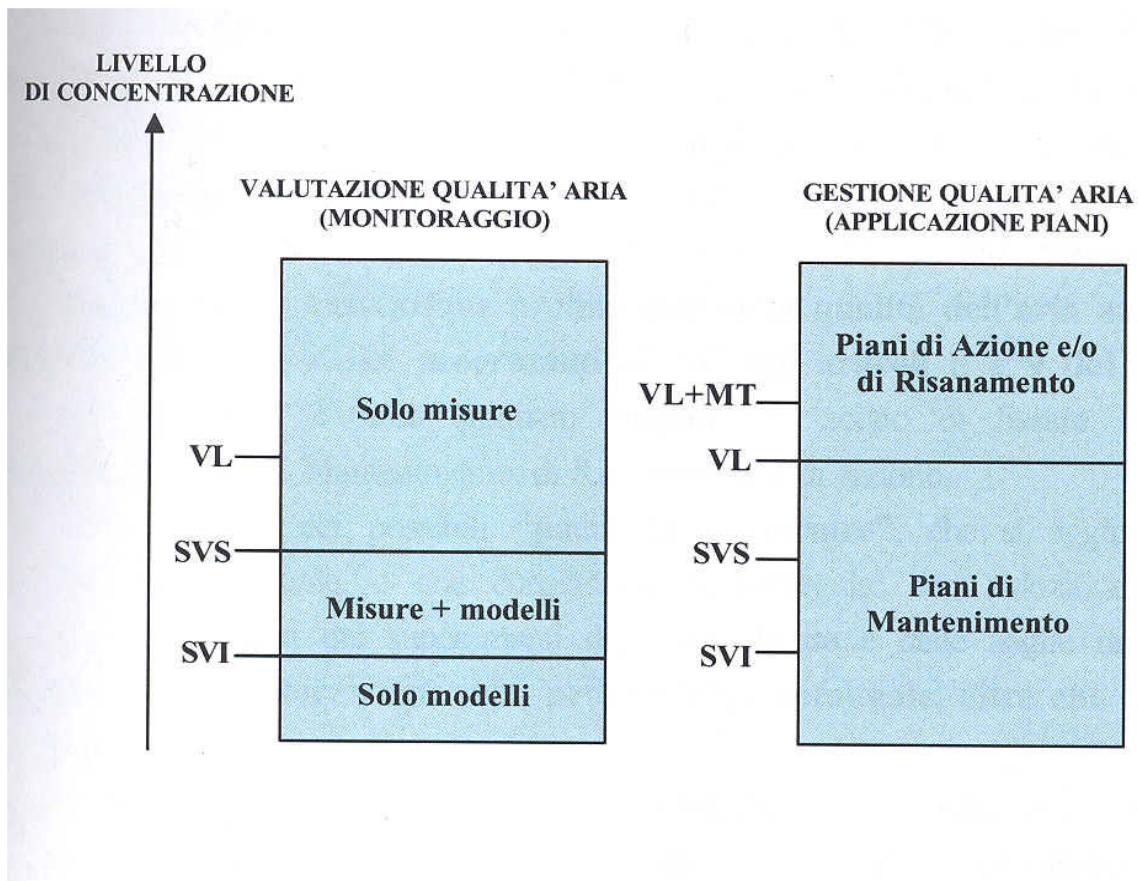 LIVELLO
DI CONCENTRAZIONE
VALUTAZIONE QUALITA' ARIA
(MONITORAGGIO)
Solo misure
VL
SVS
Misure + modelli
SVI
Solo modelli
GESTIONE QUALITA' ARIA
(APPLICAZIONE PIANI)
Piani di Azione e/o
di Risanamento
VL+MT
VL
SVS
Piani di
Mantenimento
SVI